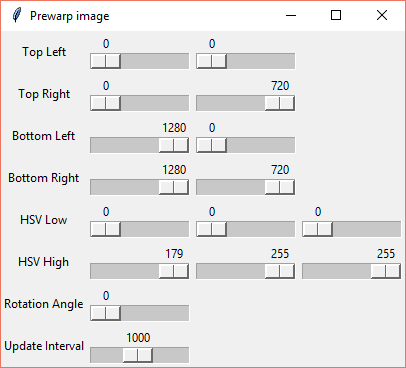 Prewarp image
Top Left 0 0
Top Right 0 720
Bottom Left 1280 0
Bottom Right 1280 720
HSV Low 0 0 0
HSV High 179 255 255
Rotation Angle 0
Update Interval 1000